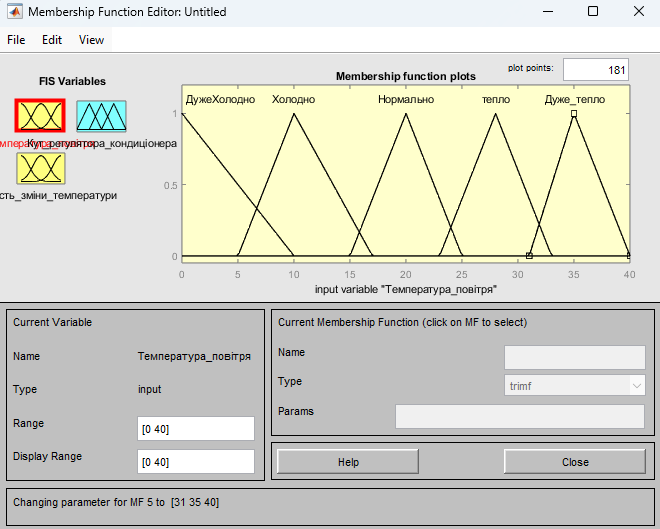 Membership Function Editor: Untitled
File Edit View
FIS Variables
Membership function plots
plot points: 181
ДужеХолодно Холодно Нормально тепло Дуже_тепло
1
0.5
0
0 5 10 15 20 25 30 35 40
input variable "Температура_повітря"
Кут_регулятора_кондиціонера
сть_зміни_температури
Current Variable
Name Температура_повітря
Type input
Range [0 40]
Display Range [0 40]
Current Membership Function (click on MF to select)
Name
Type trimf
Params
Help Close
Changing parameter for MF 5 to [31 35 40]